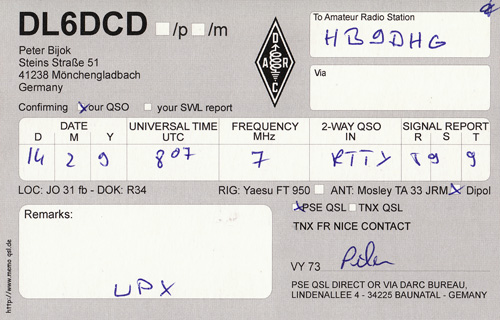 DL6DCD /p /m
Peter Bijok
Steins Straße 51
41238 Mönchengladbach
Germany
D
A R
C
To Amateur Radio Station
HB9DHG
Via
Confirming X our QSO your SWL report
DATE UNIVERSAL TIME FREQUENCY 2-WAY QSO SIGNAL REPORT
D M Y UTC MHz IN R S T
14 2 9 807 7 RTTY 5 9 9
LOC: JO 31 fb - DOK: R34 RIG: Yaesu FT 950 ANT: Mosley TA 33 JRM X Dipol
Remarks:
UPX
X PSE QSL TNX QSL
TNX FR NICE CONTACT
VY 73 Peter
PSE QSL DIRECT OR VIA DARC BUREAU,
LINDENALLEE 4 - 34225 BAUNATAL - GEMANY
http://www.memo qsl.de